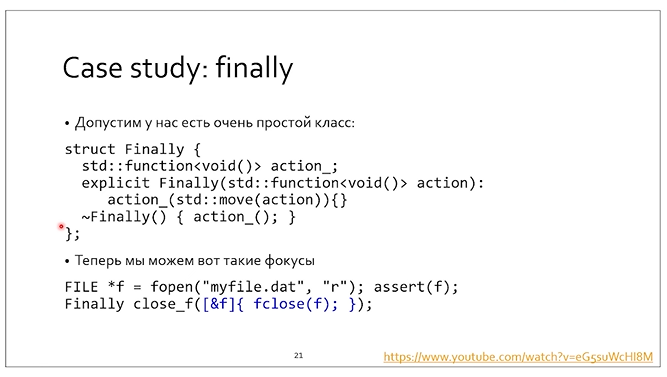 Case study: finally
• Допустим у нас есть очень простой класс:
struct Finally {
  std::function<void()> action_;
  explicit Finally(std::function<void()> action):
     action_(std::move(action)){}
  ~Finally() { action_(); }
};
• Теперь мы можем вот такие фокусы
FILE *f = fopen("myfile.dat", "r"); assert(f);
Finally close_f([&f]{ fclose(f); });
21
https://www.youtube.com/watch?v=eG5suWcHI8M